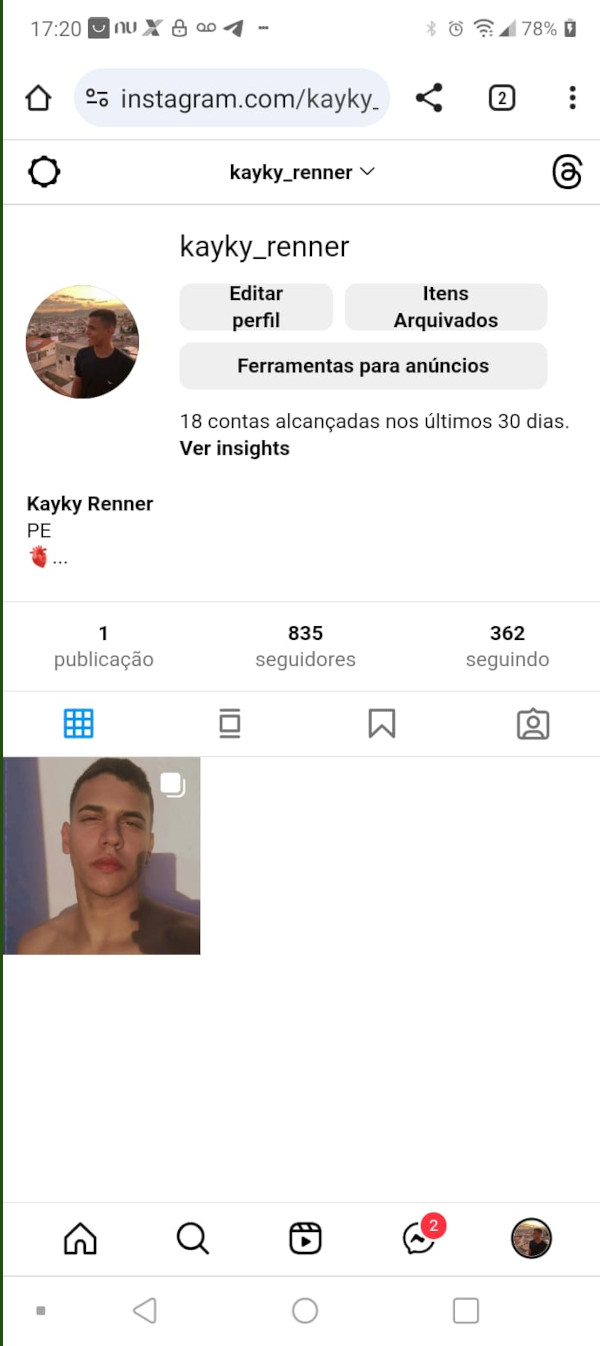 17:20
78%
instagram.com/kayky_
2
kayky_renner
kayky_renner
Editar
perfil
Itens
Arquivados
Ferramentas para anúncios
18 contas alcançadas nos últimos 30 dias.
Ver insights
Kayky Renner
PE
🫀...
1
publicação
835
seguidores
362
seguindo
2